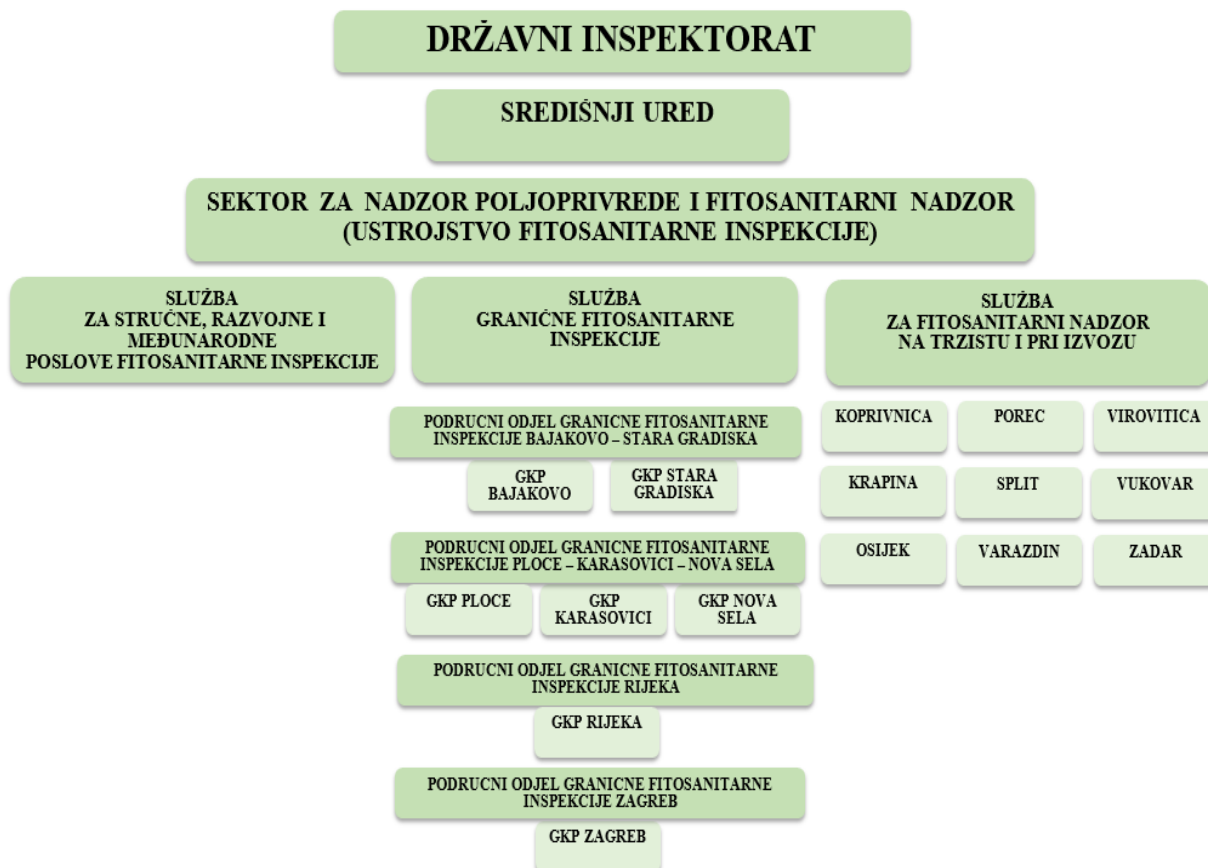 DRŽAVNI INSPEKTORAT
SREDIŠNJI URED
SEKTOR ZA NADZOR POLJOPRIVREDE I FITOSANITARNI NADZOR
(USTROJSTVO FITOSANITARNE INSPEKCIJE)
SLUŽBA
ZA STRUČNE, RAZVOJNE I
MEĐUNARODNE
POSLOVE FITOSANITARNE INSPEKCIJE
SLUŽBA
GRANIČNE FITOSANITARNE
INSPEKCIJE
PODRUCNI ODJEL GRANICNE FITOSANITARNE
INSPEKCIJE BAJAKOVO – STARA GRADISKA
GKP
BAJAKOVO
GKP STARA
GRADISKA
PODRUCNI ODJEL GRANICNE FITOSANITARNE
INSPEKCIJE PLOCE – KARASOVICI – NOVA SELA
GKP PLOCE
GKP
KARASOVICI
GKP NOVA
SELA
PODRUCNI ODJEL GRANICNE FITOSANITARNE
INSPEKCIJE RIJEKA
GKP RIJEKA
PODRUCNI ODJEL GRANICNE FITOSANITARNE
INSPEKCIJE ZAGREB
GKP ZAGREB
SLUŽBA
ZA FITOSANITARNI NADZOR
NA TRZISTU I PRI IZVOZU
KOPRIVNICA
POREC
VIROVITICA
KRAPINA
SPLIT
VUKOVAR
OSIJEK
VARAZDIN
ZADAR